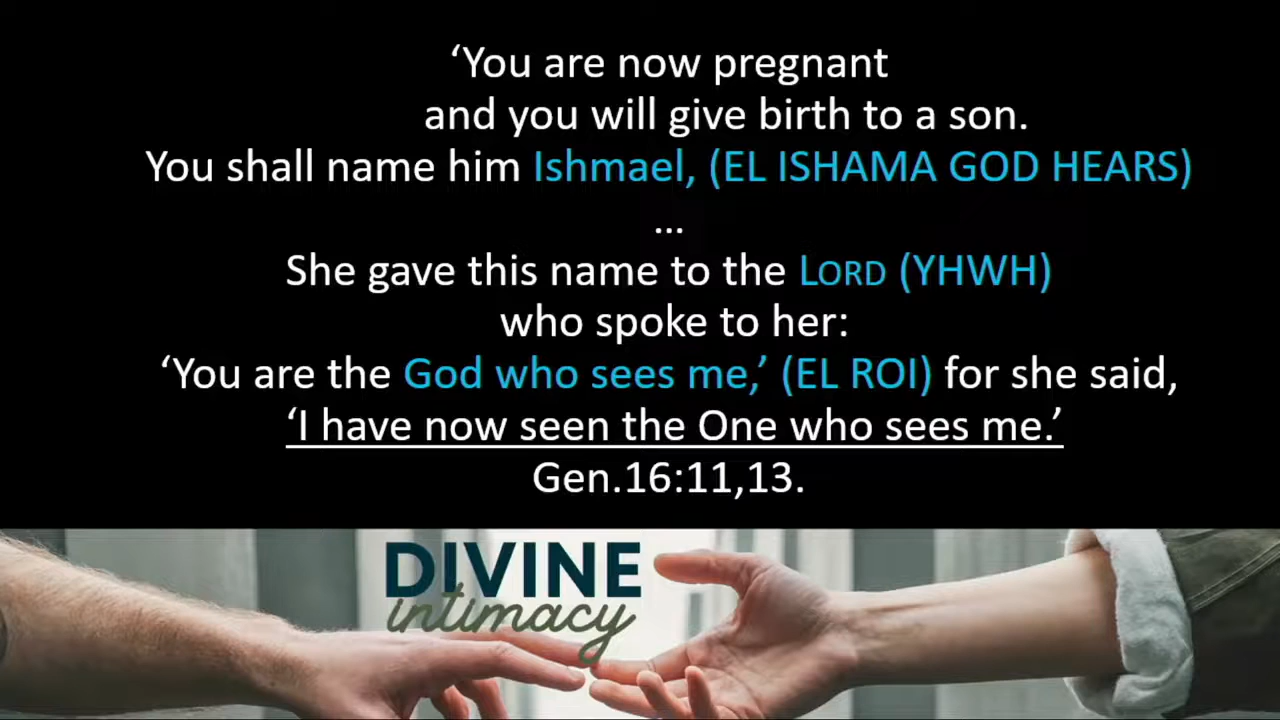 ‘You are now pregnant
and you will give birth to a son.
You shall name him Ishmael, (EL ISHAMA GOD HEARS)
...
She gave this name to the LORD (YHWH)
who spoke to her:
‘You are the God who sees me,’ (EL ROI) for she said,
‘I have now seen the One who sees me.’
Gen.16:11,13.
DIVINE
intimacy